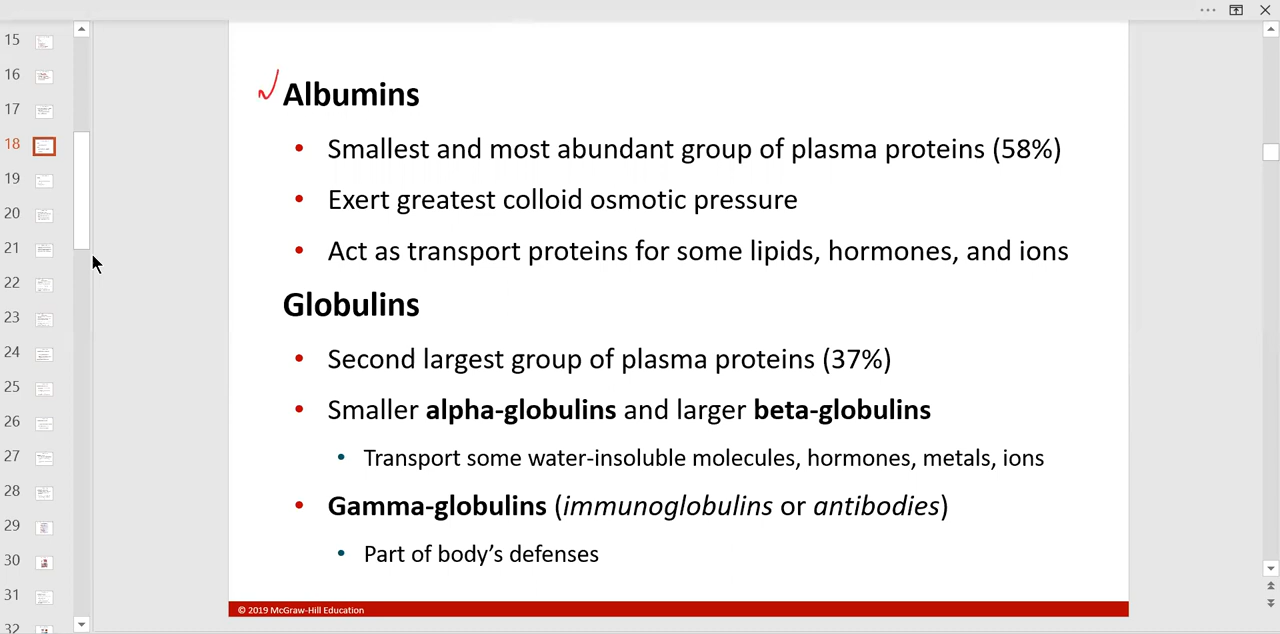 15
16
17
18
19
20
21
22
23
24
25
26
27
28
29
30
31
32
Albumins
• Smallest and most abundant group of plasma proteins (58%)
• Exert greatest colloid osmotic pressure
• Act as transport proteins for some lipids, hormones, and ions
Globulins
• Second largest group of plasma proteins (37%)
• Smaller alpha-globulins and larger beta-globulins
• Transport some water-insoluble molecules, hormones, metals, ions
• Gamma-globulins (immunoglobulins or antibodies)
• Part of body’s defenses
© 2019 McGraw-Hill Education